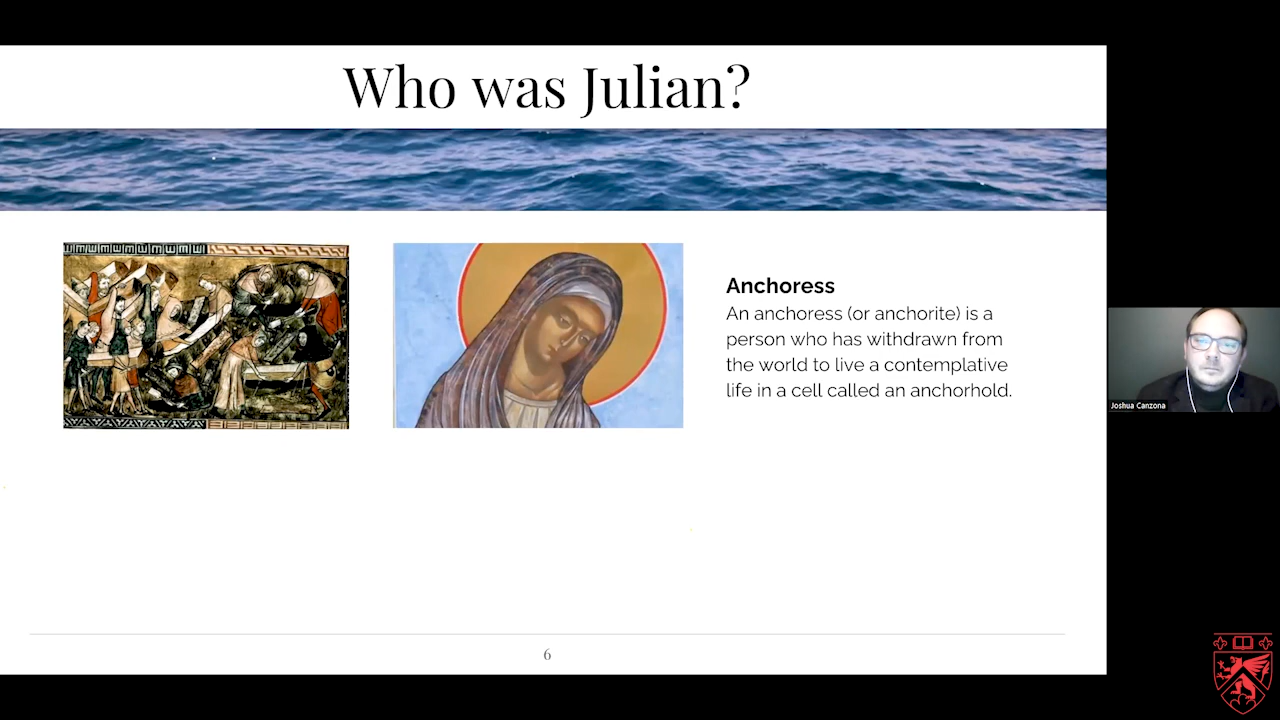 Who was Julian?
Anchoress
An anchoress (or anchorite) is a
person who has withdrawn from
the world to live a contemplative
life in a cell called an anchorhold.
Joshua Canzona
6